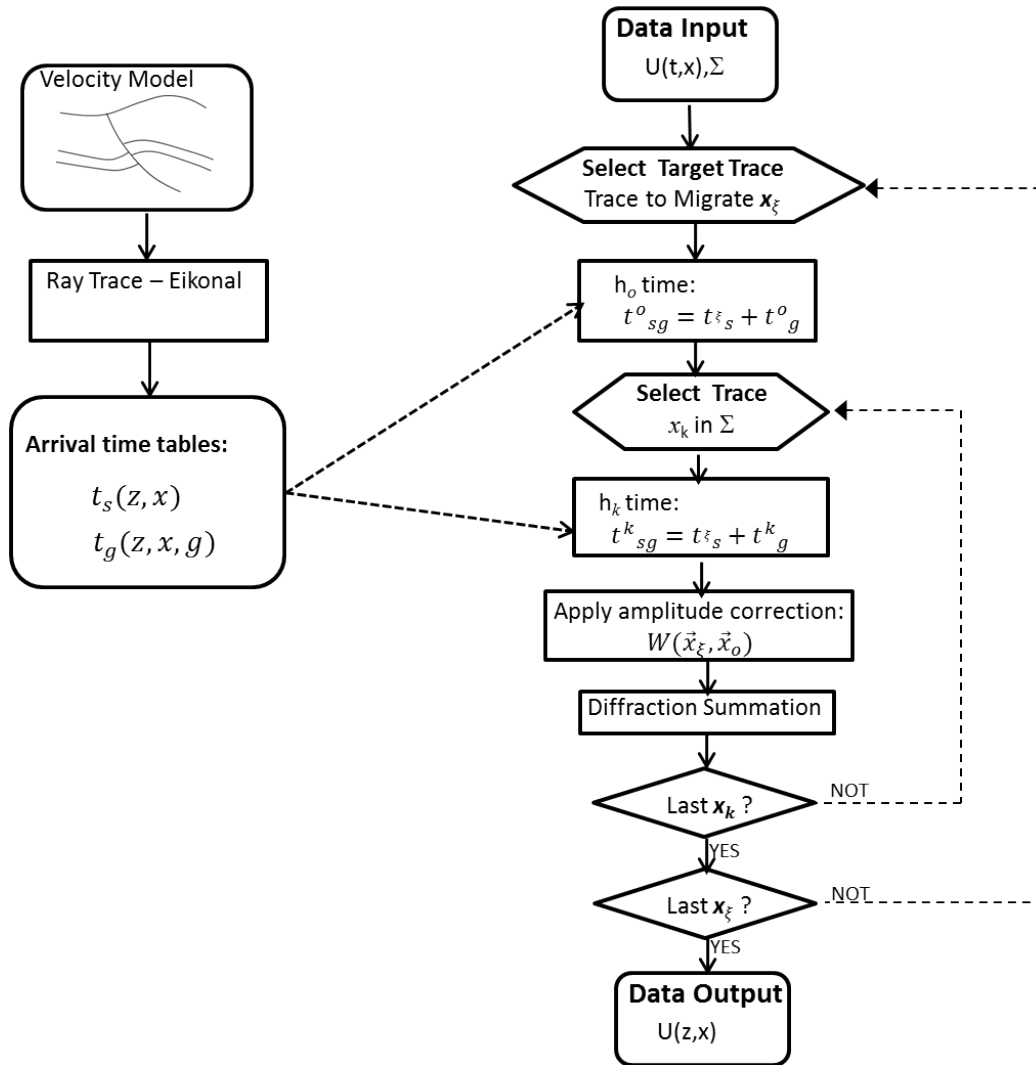 Velocity Model
Ray Trace – Eikonal
Arrival time tables:
t_s(z, x)
t_g(z, x, g)
Data Input
U(t,x),Σ
Select Target Trace
Trace to Migrate x_ξ
h_o time:
t^o_sg = t^ξ_s + t^o_g
Select Trace
x_k in Σ
h_k time:
t^k_sg = t^ξ_s + t^k_g
Apply amplitude correction:
W(x⃗_ξ, x⃗_o)
Diffraction Summation
Last x_k ?
NOT
YES
Last x_ξ ?
NOT
YES
Data Output
U(z,x)